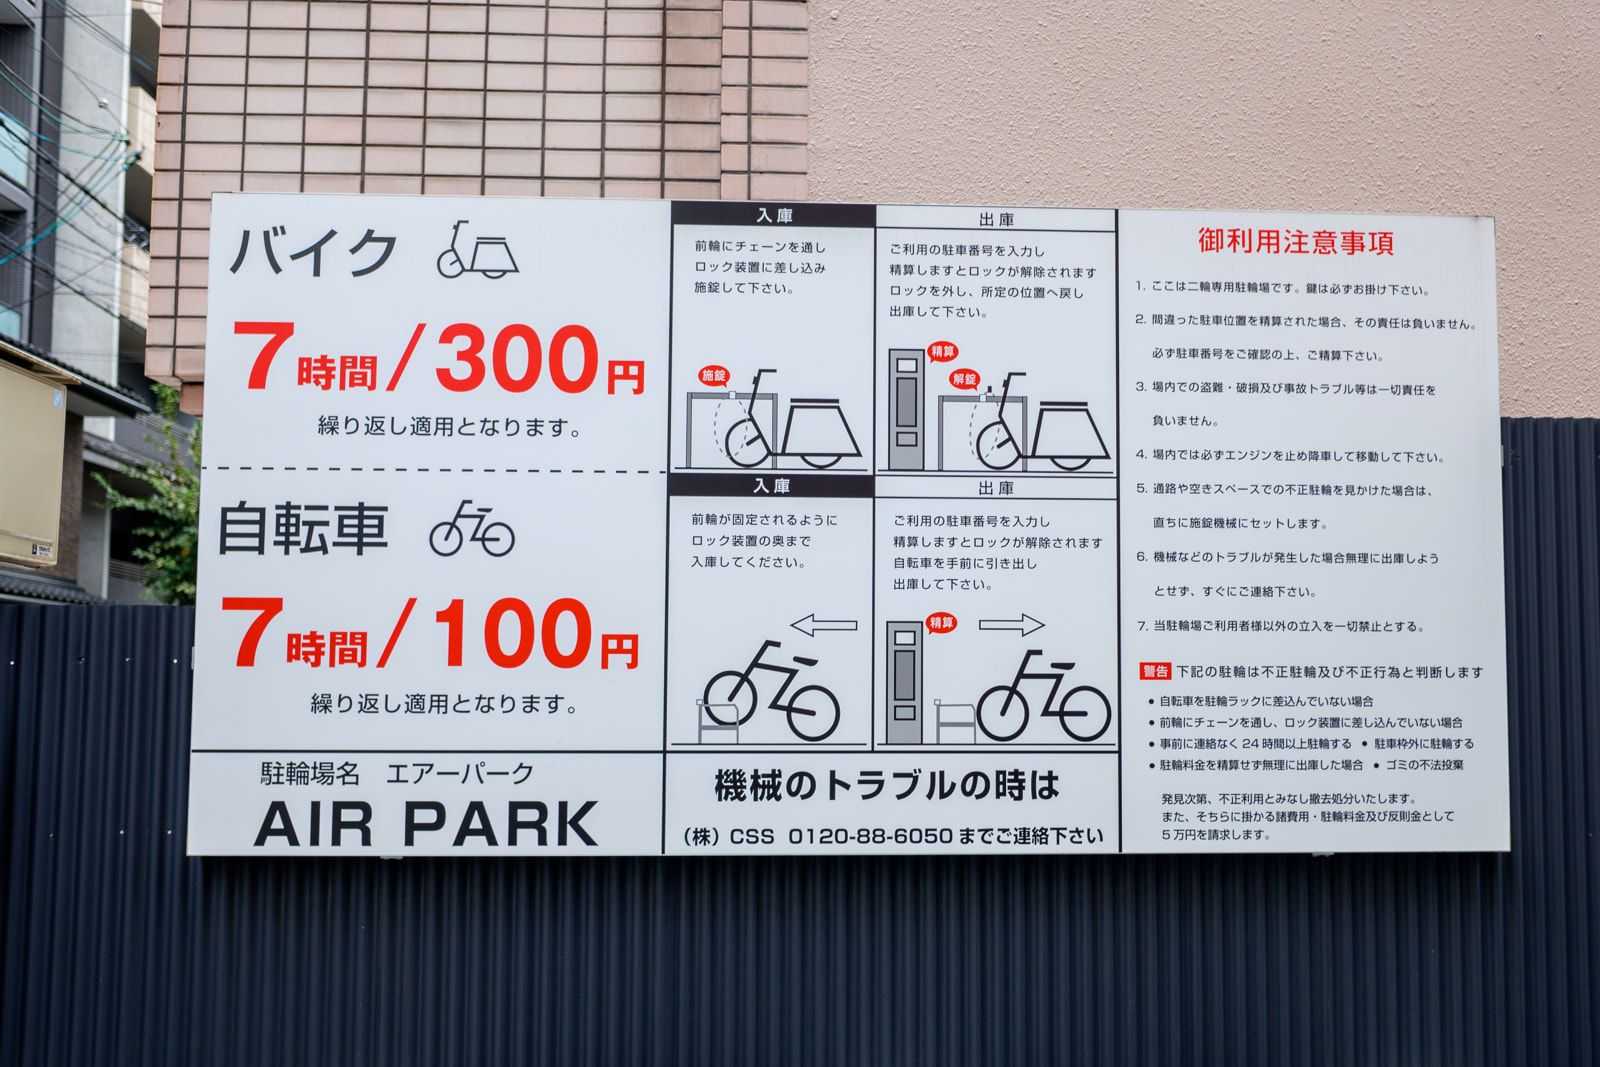 バイク
7時間/300円
繰り返し適用となります。
自転車
7時間/100円
繰り返し適用となります。
駐輪場名 エアーパーク
AIR PARK
入庫
前輪にチェーンを通し
ロック装置に差し込み
施錠して下さい。
施錠
出庫
ご利用の駐車番号を入力し
精算しますとロックが解除されます
ロックを外し、所定の位置へ戻し
出庫して下さい。
精算
解錠
入庫
前輪が固定されるように
ロック装置の奥まで
入庫してください。
出庫
ご利用の駐車番号を入力し
精算しますとロックが解除されます
自転車を手前に引き出し
出庫して下さい。
精算
機械のトラブルの時は
(株)CSS 0120-88-6050 までご連絡下さい
御利用注意事項
1. ここは二輪専用駐輪場です。鍵は必ずお掛け下さい。
2. 間違った駐車位置を精算された場合、その責任は負いません。
必ず駐車番号をご確認の上、ご精算下さい。
3. 場内での盗難・破損及び事故トラブル等は一切責任を
負いません。
4. 場内では必ずエンジンを止め降車して移動して下さい。
5. 通路や空きスペースでの不正駐輪を見かけた場合は、
直ちに施錠機械にセットします。
6. 機械などのトラブルが発生した場合無理に出庫しよう
とせず、すぐにご連絡下さい。
7. 当駐輪場ご利用者様以外の立入を一切禁止とする。
警告 下記の駐輪は不正駐輪及び不正行為と判断します
● 自転車を駐輪ラックに差込んでいない場合
● 前輪にチェーンを通し、ロック装置に差し込んでいない場合
● 事前に連絡なく 24 時間以上駐輪する ● 駐車枠外に駐輪する
● 駐輪料金を精算せず無理に出庫した場合 ● ゴミの不法投棄
発見次第、不正利用とみなし撤去処分いたします。
また、そちらに掛かる諸費用・駐輪料金及び反則金として
5 万円を請求します。